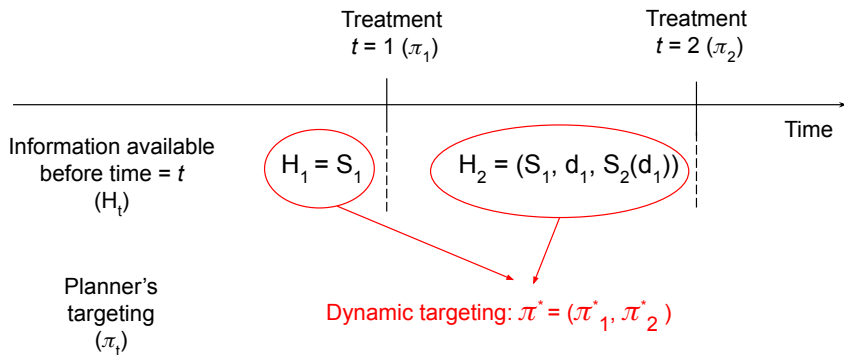 Treatment
t = 1 (π₁)
Treatment
t = 2 (π₂)
Time
Information available
before time = t
(Hₜ)
H₁ = S₁
H₂ = (S₁, d₁, S₂(d₁))
Planner's
targeting
(πₜ)
Dynamic targeting: π* = (π*₁, π*₂)